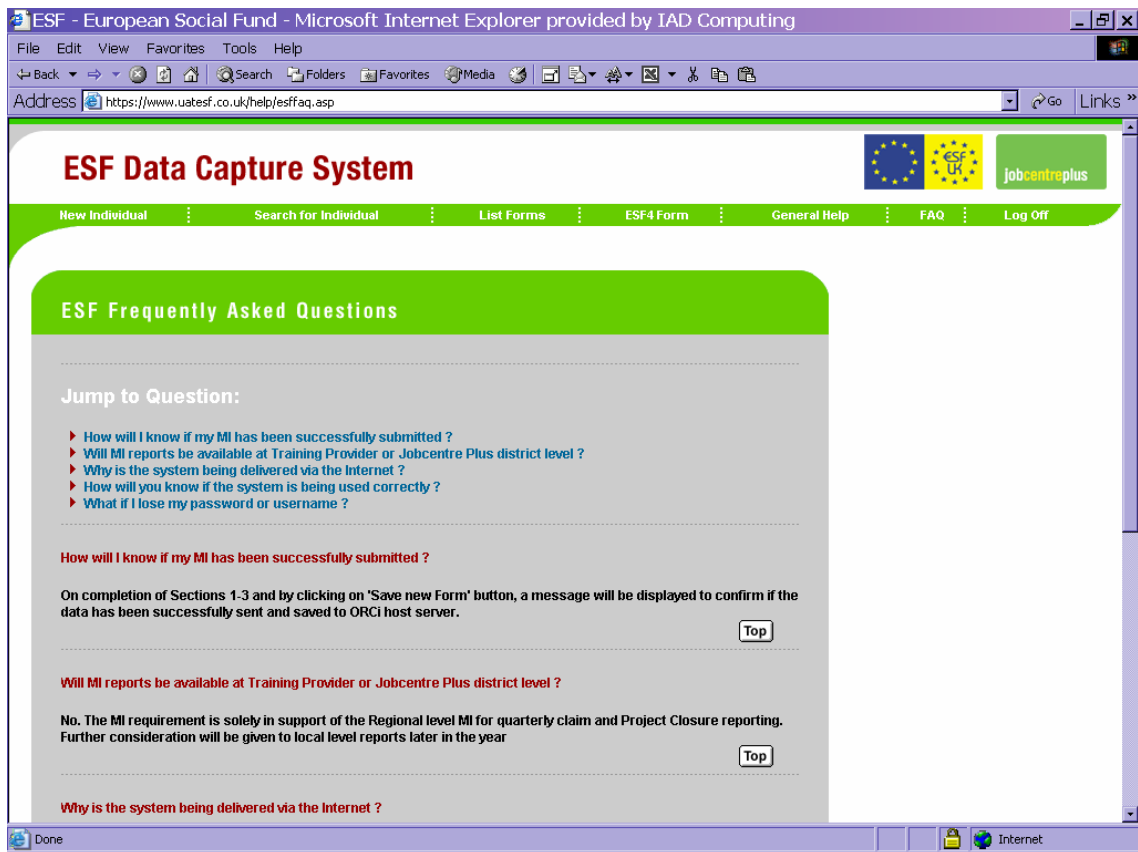 ESF - European Social Fund - Microsoft Internet Explorer provided by IAD Computing
File Edit View Favorites Tools Help
Back Search Folders Favorites Media
Address https://www.uatesf.co.uk/help/esffaq.asp Go Links »
ESF Data Capture System
ESF UK
jobcentreplus
New Individual Search for Individual List Forms ESF4 Form General Help FAQ Log Off
ESF Frequently Asked Questions
Jump to Question:
How will I know if my MI has been successfully submitted ?
Will MI reports be available at Training Provider or Jobcentre Plus district level ?
Why is the system being delivered via the Internet ?
How will you know if the system is being used correctly ?
What if I lose my password or username ?
How will I know if my MI has been successfully submitted ?
On completion of Sections 1-3 and by clicking on 'Save new Form' button, a message will be displayed to confirm if the
data has been successfully sent and saved to ORCi host server.
Top
Will MI reports be available at Training Provider or Jobcentre Plus district level ?
No. The MI requirement is solely in support of the Regional level MI for quarterly claim and Project Closure reporting.
Further consideration will be given to local level reports later in the year
Top
Why is the system being delivered via the Internet ?
Done Internet